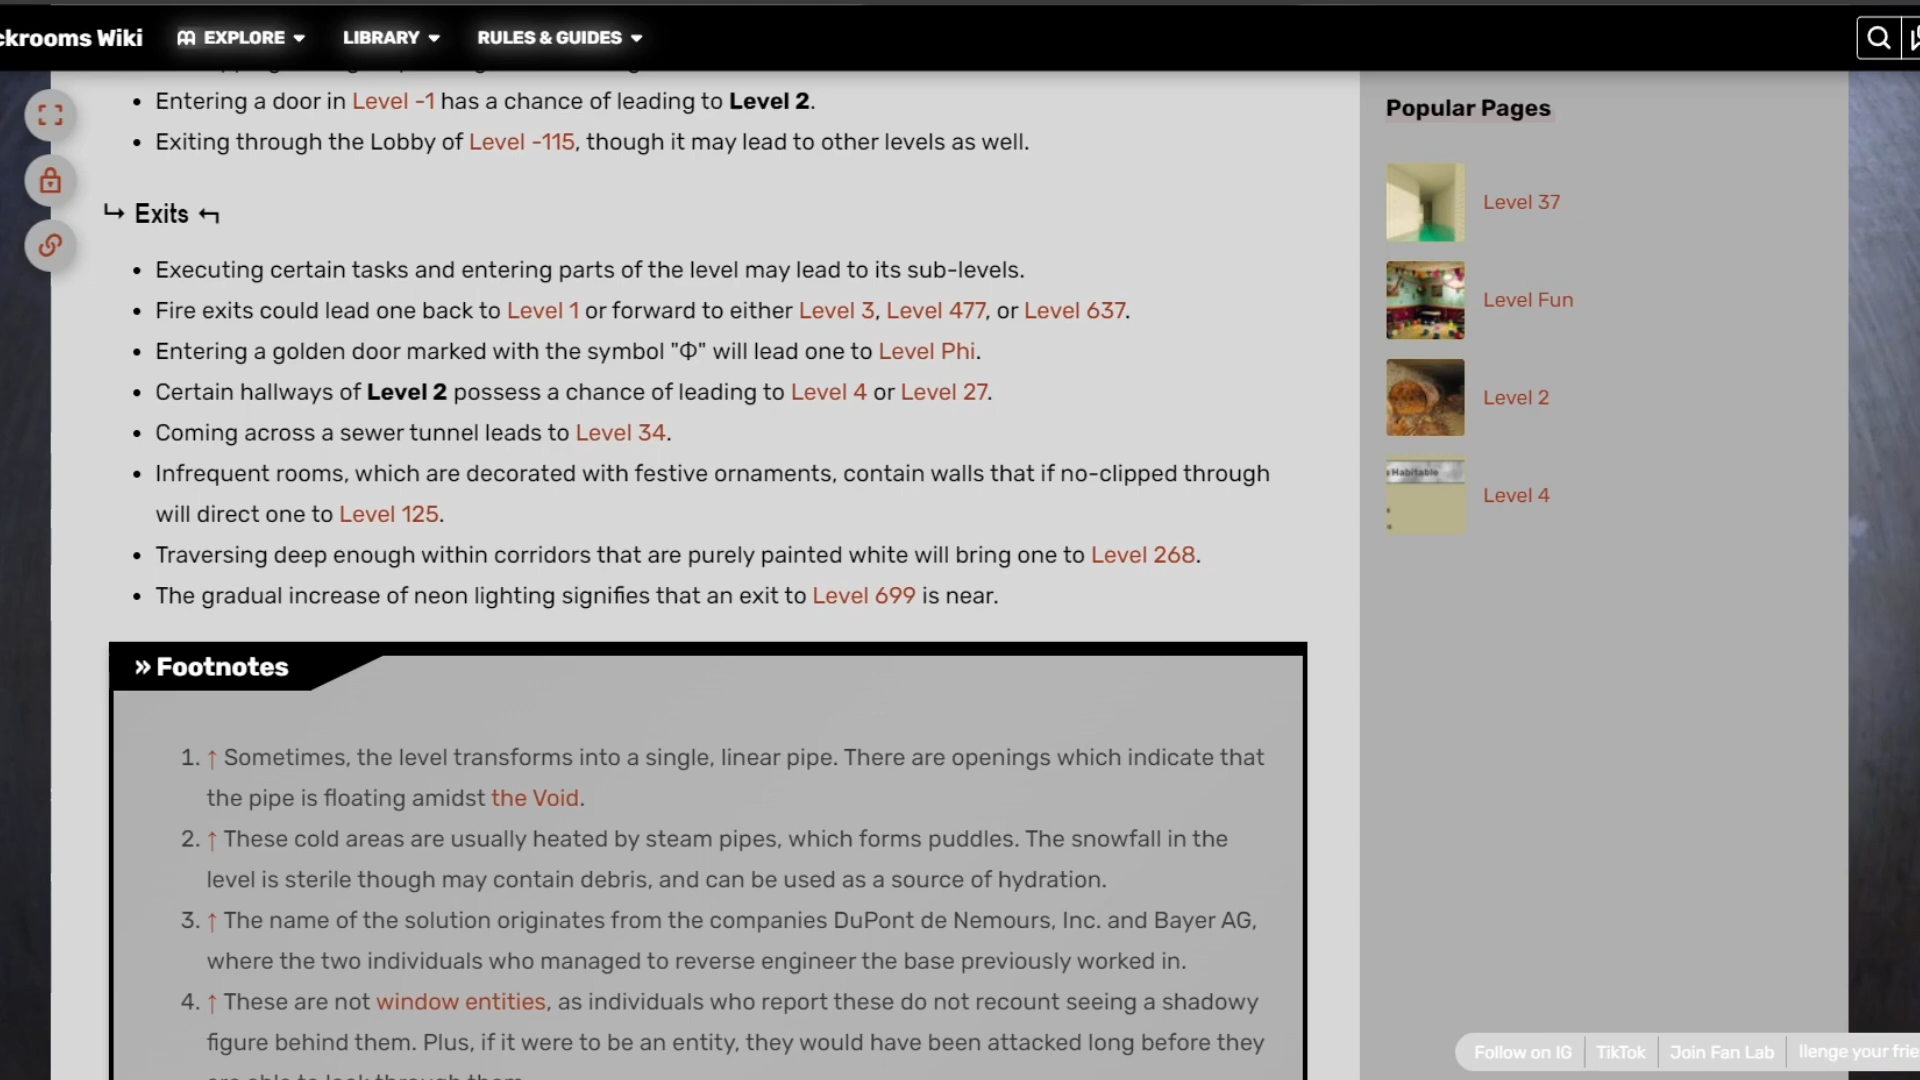 ckrooms Wiki EXPLORE LIBRARY RULES & GUIDES
Entering a door in Level -1 has a chance of leading to Level 2.
Exiting through the Lobby of Level -115, though it may lead to other levels as well.
↳ Exits ↰
Executing certain tasks and entering parts of the level may lead to its sub-levels.
Fire exits could lead one back to Level 1 or forward to either Level 3, Level 477, or Level 637.
Entering a golden door marked with the symbol "Φ" will lead one to Level Phi.
Certain hallways of Level 2 possess a chance of leading to Level 4 or Level 27.
Coming across a sewer tunnel leads to Level 34.
Infrequent rooms, which are decorated with festive ornaments, contain walls that if no-clipped through
will direct one to Level 125.
Traversing deep enough within corridors that are purely painted white will bring one to Level 268.
The gradual increase of neon lighting signifies that an exit to Level 699 is near.
» Footnotes
1. ↑ Sometimes, the level transforms into a single, linear pipe. There are openings which indicate that
the pipe is floating amidst the Void.
2. ↑ These cold areas are usually heated by steam pipes, which forms puddles. The snowfall in the
level is sterile though may contain debris, and can be used as a source of hydration.
3. ↑ The name of the solution originates from the companies DuPont de Nemours, Inc. and Bayer AG,
where the two individuals who managed to reverse engineer the base previously worked in.
4. ↑ These are not window entities, as individuals who report these do not recount seeing a shadowy
figure behind them. Plus, if it were to be an entity, they would have been attacked long before they
Popular Pages
Level 37
Level Fun
Level 2
Habitable
Level 4
Follow on IG TikTok Join Fan Lab llenge your frie